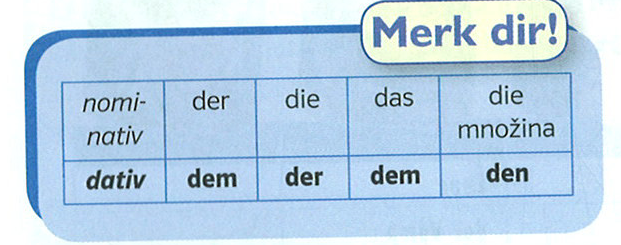 Merk dir!
nomi-
nativ der die das die
množina
dativ dem der dem den